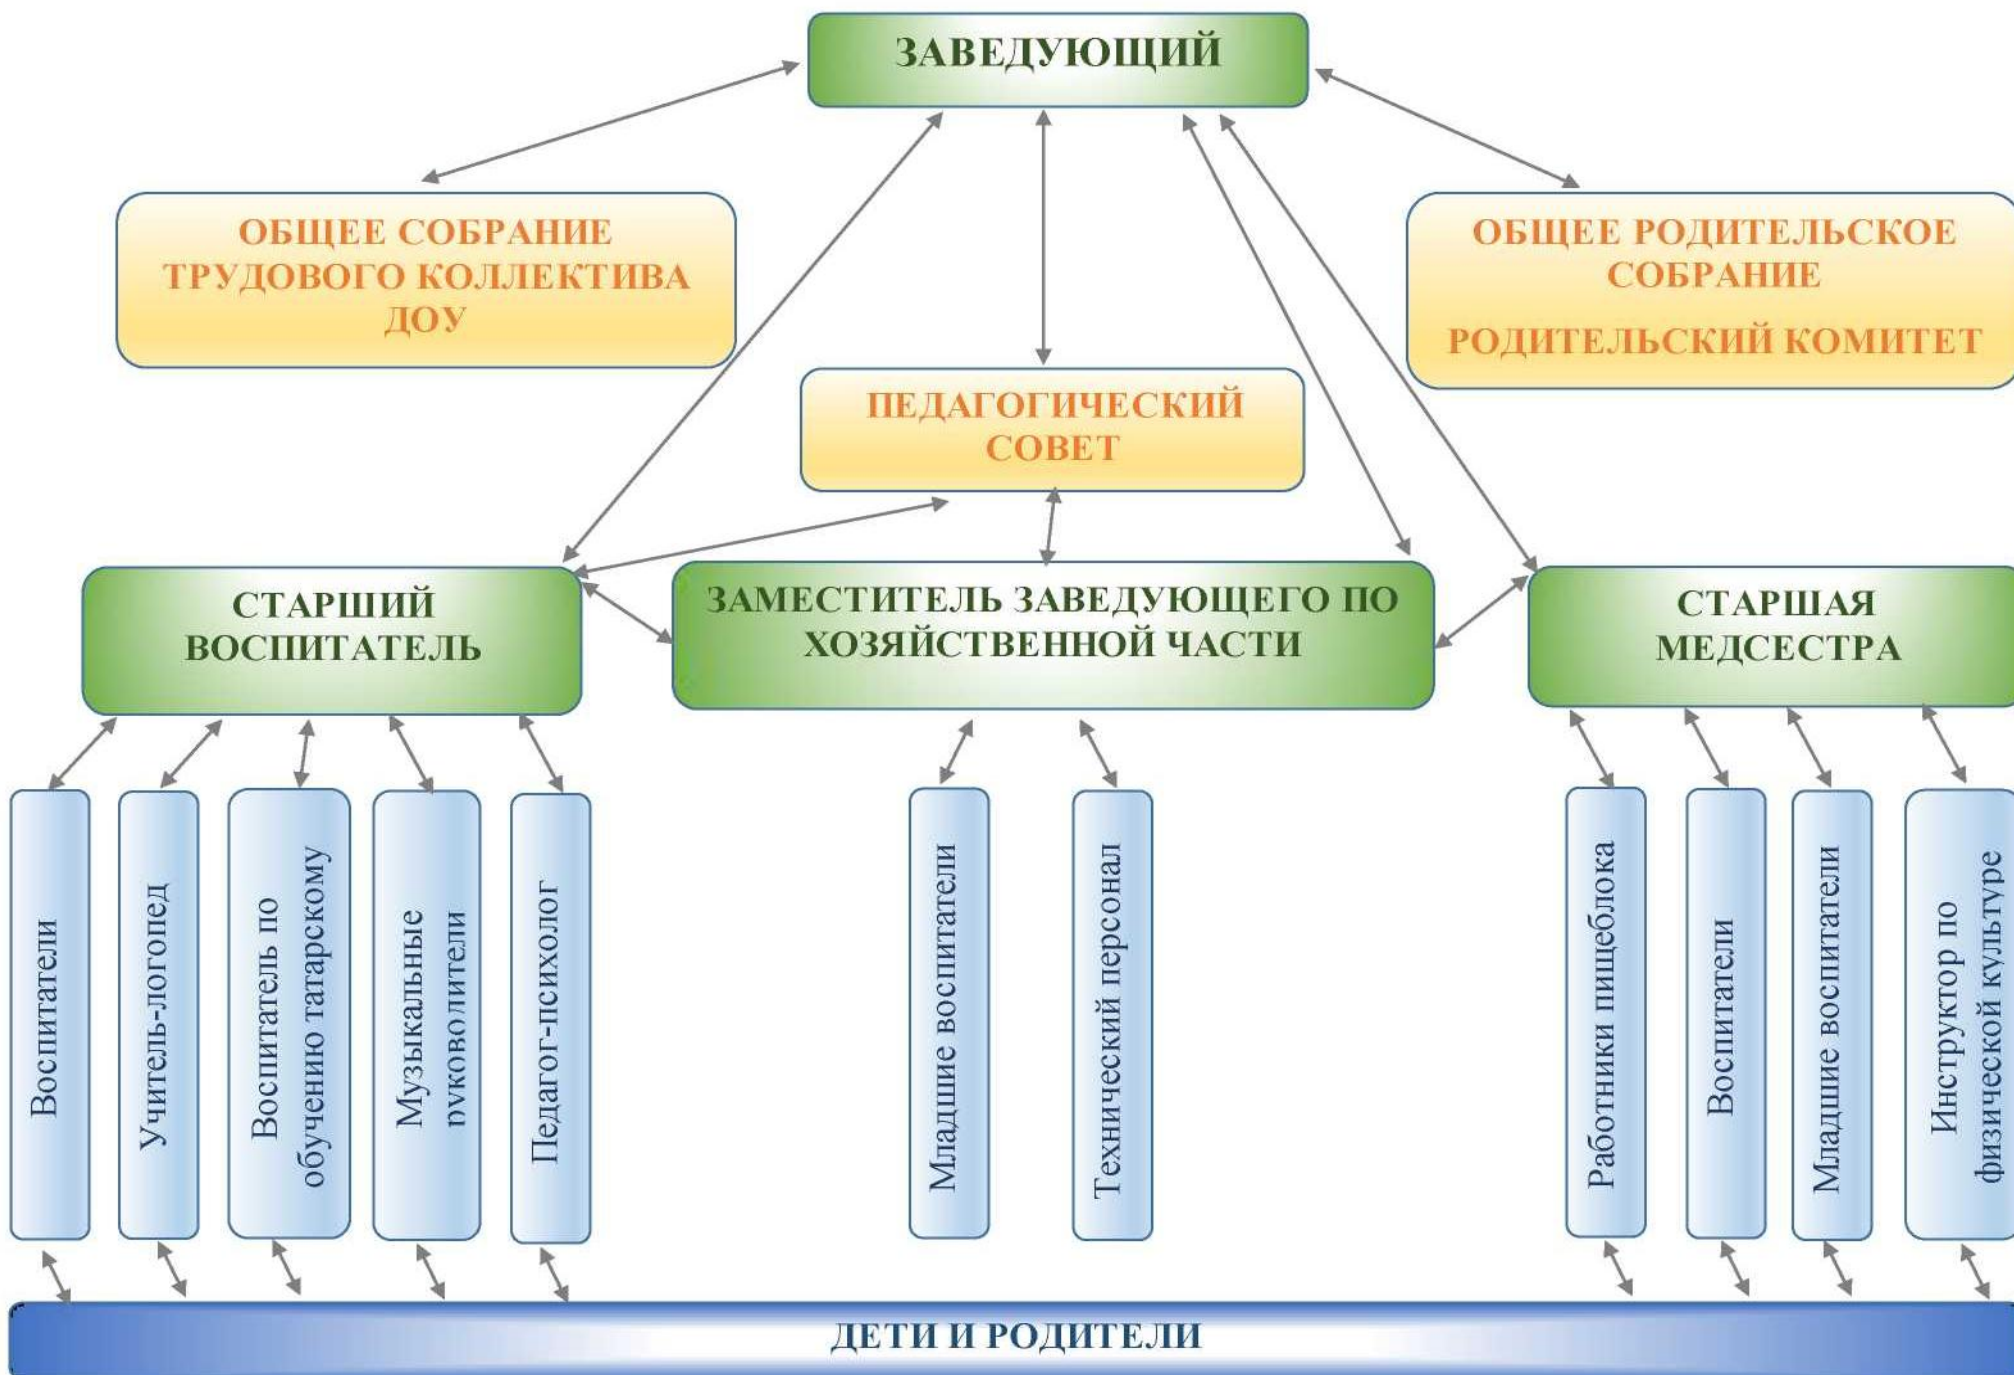 ЗАВЕДУЮЩИЙ
ОБЩЕЕ СОБРАНИЕ
ТРУДОВОГО КОЛЛЕКТИВА
ДОУ
ОБЩЕЕ РОДИТЕЛЬСКОЕ
СОБРАНИЕ
РОДИТЕЛЬСКИЙ КОМИТЕТ
ПЕДАГОГИЧЕСКИЙ
СОВЕТ
СТАРШИЙ
ВОСПИТАТЕЛЬ
ЗАМЕСТИТЕЛЬ ЗАВЕДУЮЩЕГО ПО
ХОЗЯЙСТВЕННОЙ ЧАСТИ
СТАРШАЯ
МЕДСЕСТРА
Воспитатели
Учитель-логопед
Воспитатель по
обучению татарскому
Музыкальные
руководители
Педагог-психолог
Младшие воспитатели
Технический персонал
Работники пищеблока
Воспитатели
Младшие воспитатели
Инструктор по
физической культуре
ДЕТИ И РОДИТЕЛИ